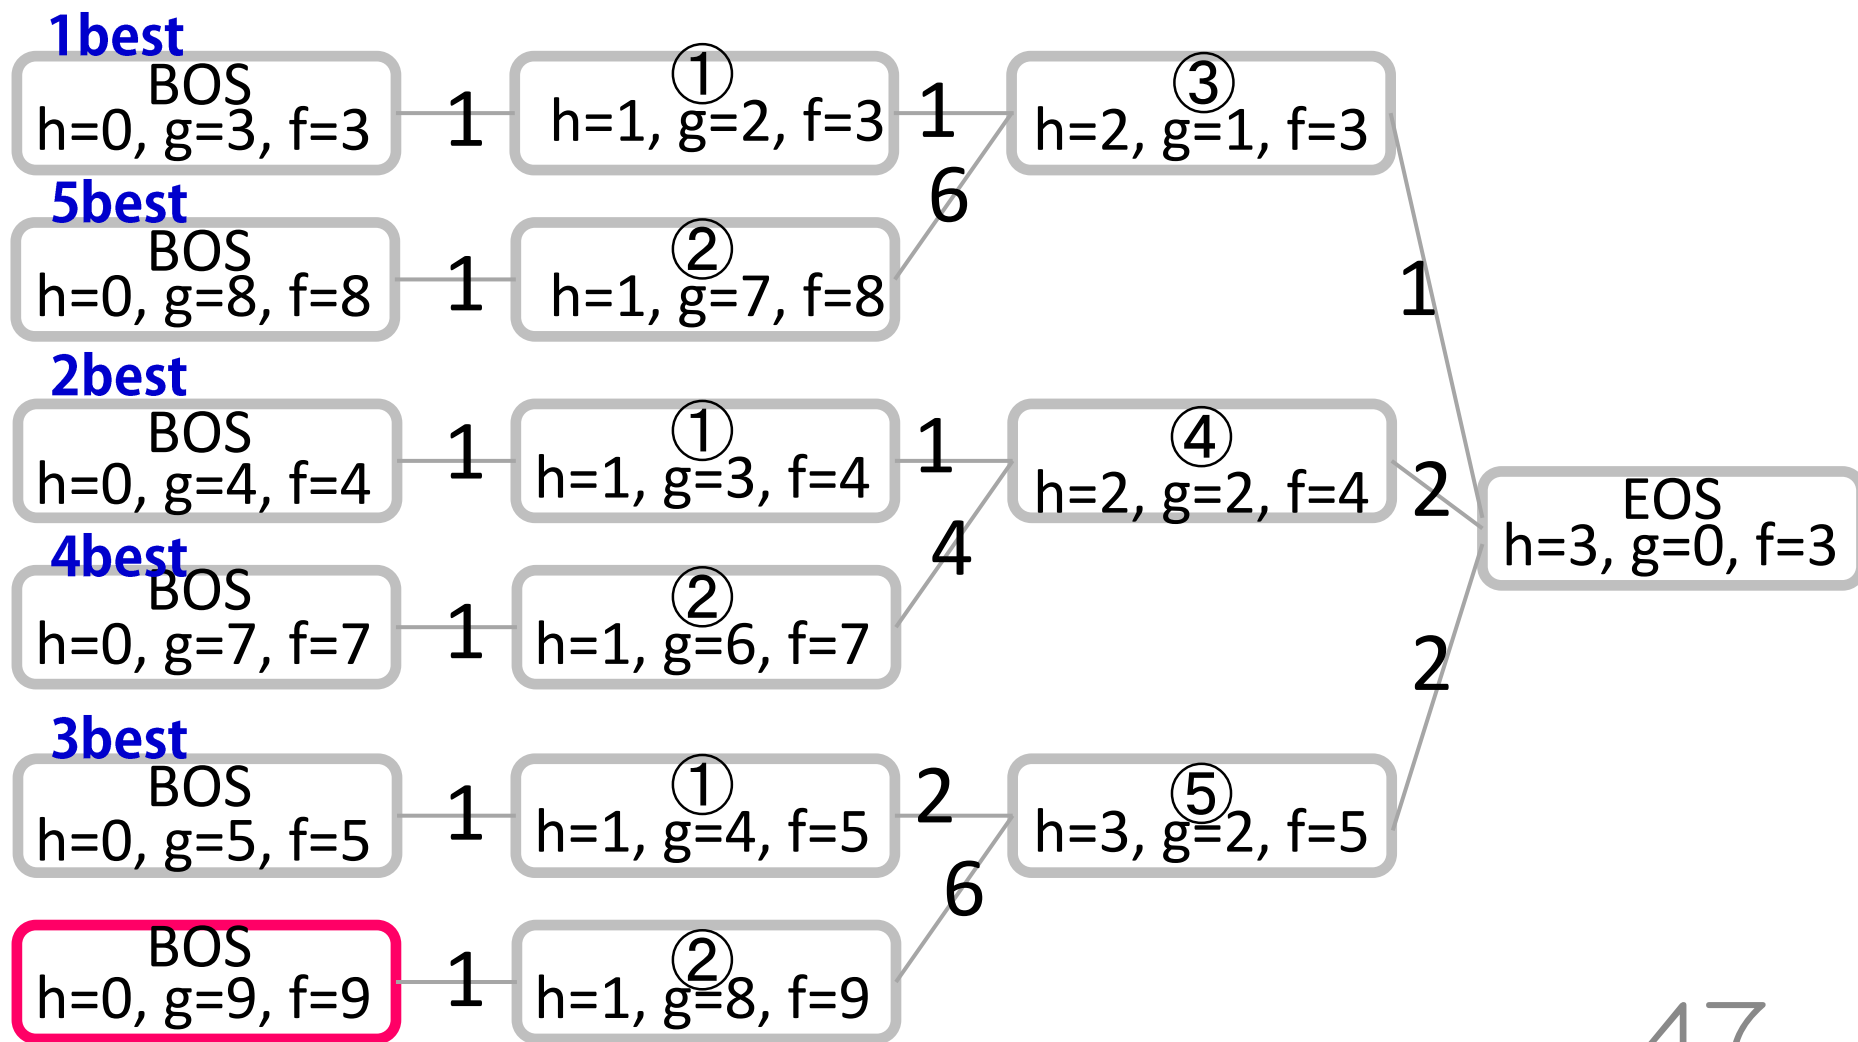 1best
BOS
h=0, g=3, f=3
1
①
h=1, g=2, f=3
1
③
h=2, g=1, f=3
6
5best
BOS
h=0, g=8, f=8
1
②
h=1, g=7, f=8
1
2best
BOS
h=0, g=4, f=4
1
①
h=1, g=3, f=4
1
④
h=2, g=2, f=4
2
EOS
h=3, g=0, f=3
4
4best
BOS
h=0, g=7, f=7
1
②
h=1, g=6, f=7
2
3best
BOS
h=0, g=5, f=5
1
①
h=1, g=4, f=5
2
⑤
h=3, g=2, f=5
6
BOS
h=0, g=9, f=9
1
②
h=1, g=8, f=9
47